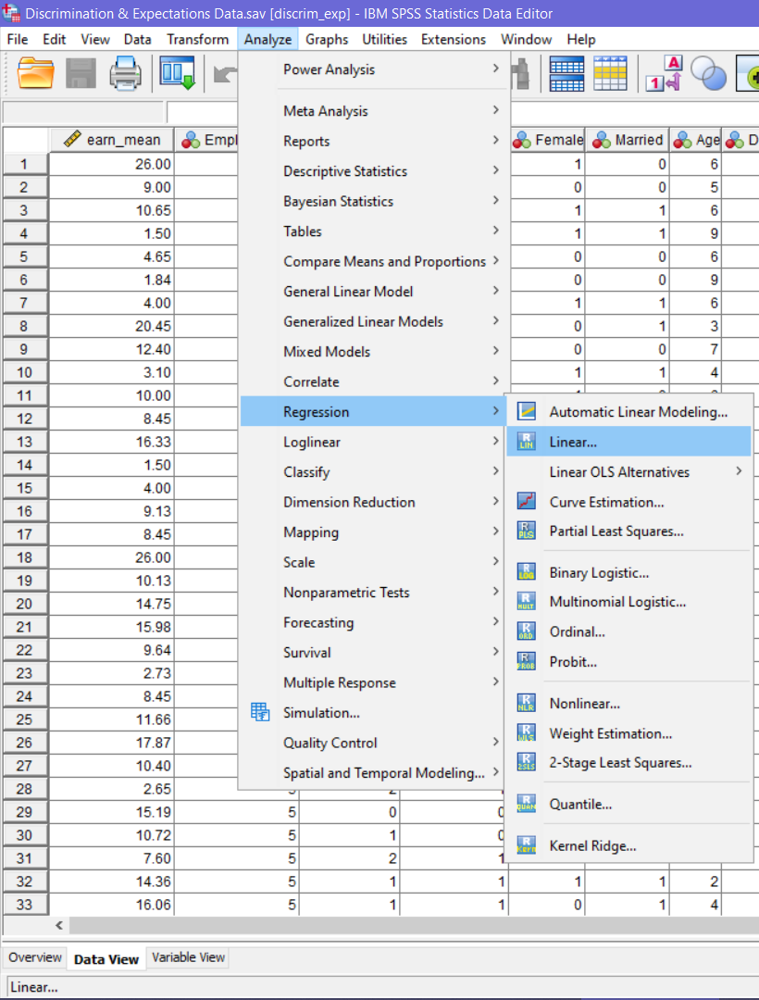 Discrimination & Expectations Data.sav [discrim_exp] - IBM SPSS Statistics Data Editor
File Edit View Data Transform Analyze Graphs Utilities Extensions Window Help
Power Analysis
Meta Analysis
Reports
Descriptive Statistics
Bayesian Statistics
Tables
Compare Means and Proportions
General Linear Model
Generalized Linear Models
Mixed Models
Correlate
Regression
Loglinear
Classify
Dimension Reduction
Mapping
Scale
Nonparametric Tests
Forecasting
Survival
Multiple Response
Simulation...
Quality Control
Spatial and Temporal Modeling...
Automatic Linear Modeling...
R LIN Linear...
Linear OLS Alternatives
Curve Estimation...
R PLS Partial Least Squares...
R LOG Binary Logistic...
R MULT Multinomial Logistic...
R ORD Ordinal...
R PROB Probit...
R NLR Nonlinear...
R WLS Weight Estimation...
R 2SLS 2-Stage Least Squares...
R QUAN Quantile...
R Kern Kernel Ridge...
1 A
earn_mean Empl Female Married Age D
1 26.00 1 0 6
2 9.00 0 0 5
3 10.65 1 1 6
4 1.50 1 1 9
5 4.65 0 0 6
6 1.84 0 0 9
7 4.00 1 1 6
8 20.45 0 1 3
9 12.40 0 0 7
10 3.10 1 1 4
11 10.00
12 8.45
13 16.33
14 1.50
15 4.00
16 9.13
17 8.45
18 26.00
19 10.13
20 14.75
21 15.98
22 9.64
23 2.73
24 8.45
25 11.66
26 17.87
27 10.40
28 2.65
29 15.19 5 0 0
30 10.72 5 1 0
31 7.60 5 2 1
32 14.36 5 1 1 1 1 2
33 16.06 5 1 1 0 1 4
Overview Data View Variable View
Linear...